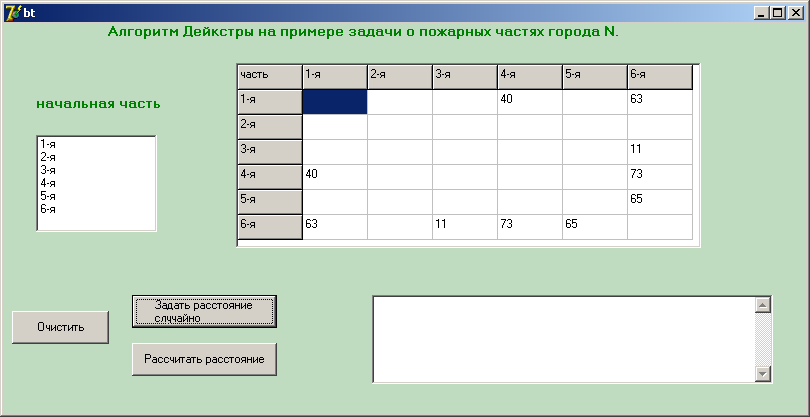 bt
Алгоритм Дейкстры на примере задачи о пожарных частях города N.
начальная часть
1-я
2-я
3-я
4-я
5-я
6-я
часть 1-я 2-я 3-я 4-я 5-я 6-я
1-я 40 63
2-я
3-я 11
4-я 40 73
5-я 65
6-я 63 11 73 65
Задать расстояние
случайно
Очистить
Рассчитать расстояние